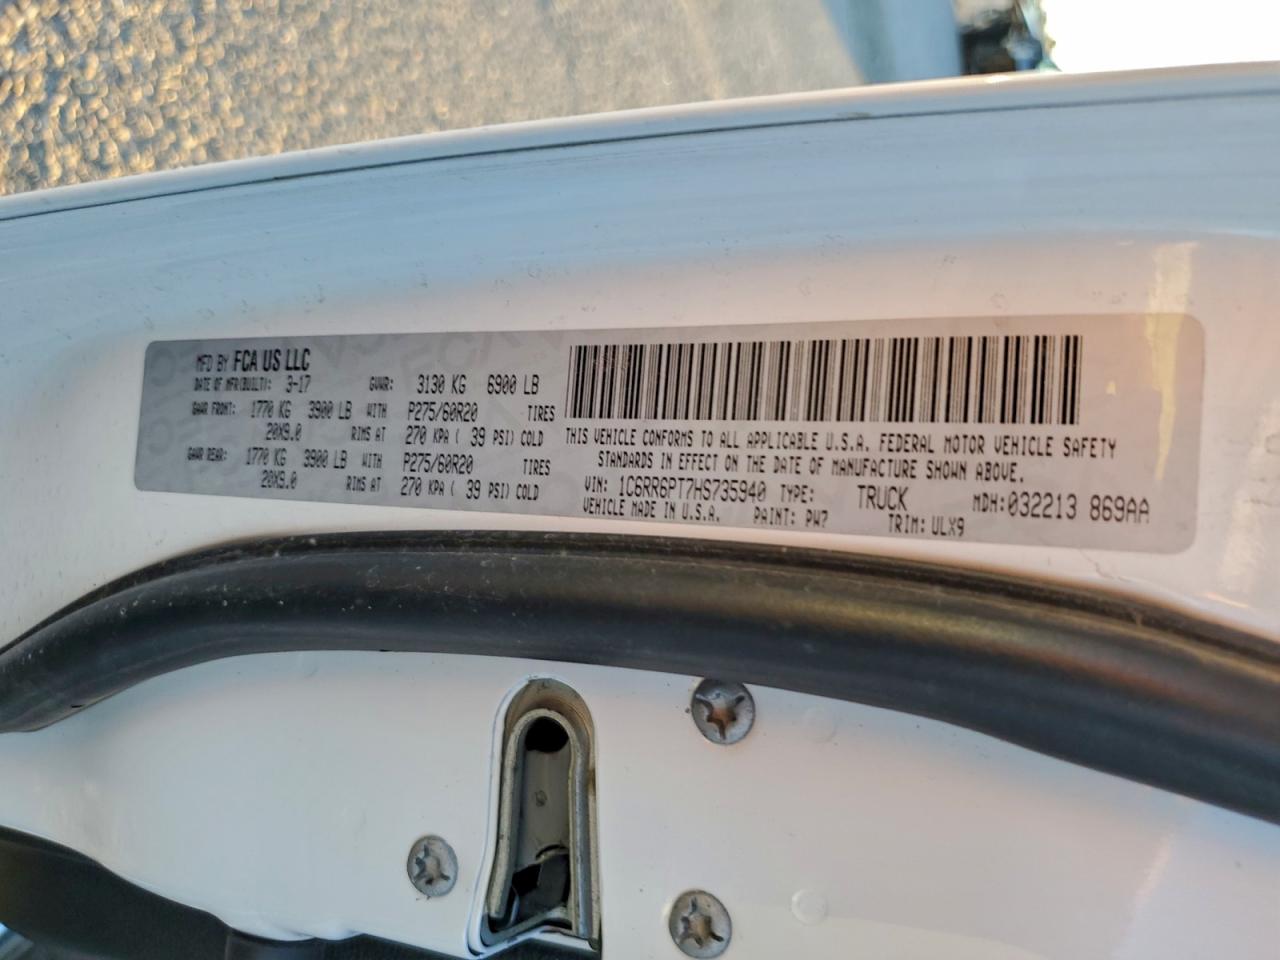 MFD BY FCA US LLC
DATE OF MFR(BUILT): 3-17 GVWR: 3130 KG 6900 LB
GAWR FRONT: 1770 KG 3900 LB WITH P275/60R20 TIRES
20X9.0 RIMS AT 270 KPA ( 39 PSI) COLD
GAWR REAR: 1770 KG 3900 LB WITH P275/60R20 TIRES
20X9.0 RIMS AT 270 KPA ( 39 PSI) COLD
THIS VEHICLE CONFORMS TO ALL APPLICABLE U.S.A. FEDERAL MOTOR VEHICLE SAFETY
STANDARDS IN EFFECT ON THE DATE OF MANUFACTURE SHOWN ABOVE.
VIN: 1C6RR6PT7HS735940 TYPE: TRUCK MDH:032213 869AA
VEHICLE MADE IN U.S.A. PAINT: PW7 TRIM: ULX9